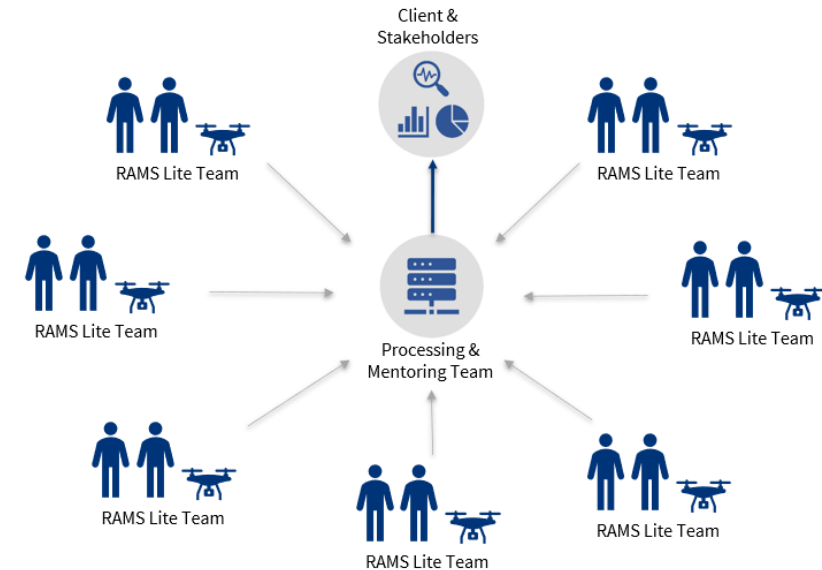 Client &
Stakeholders
RAMS Lite Team
RAMS Lite Team
RAMS Lite Team
RAMS Lite Team
Processing &
Mentoring Team
RAMS Lite Team
RAMS Lite Team
RAMS Lite Team